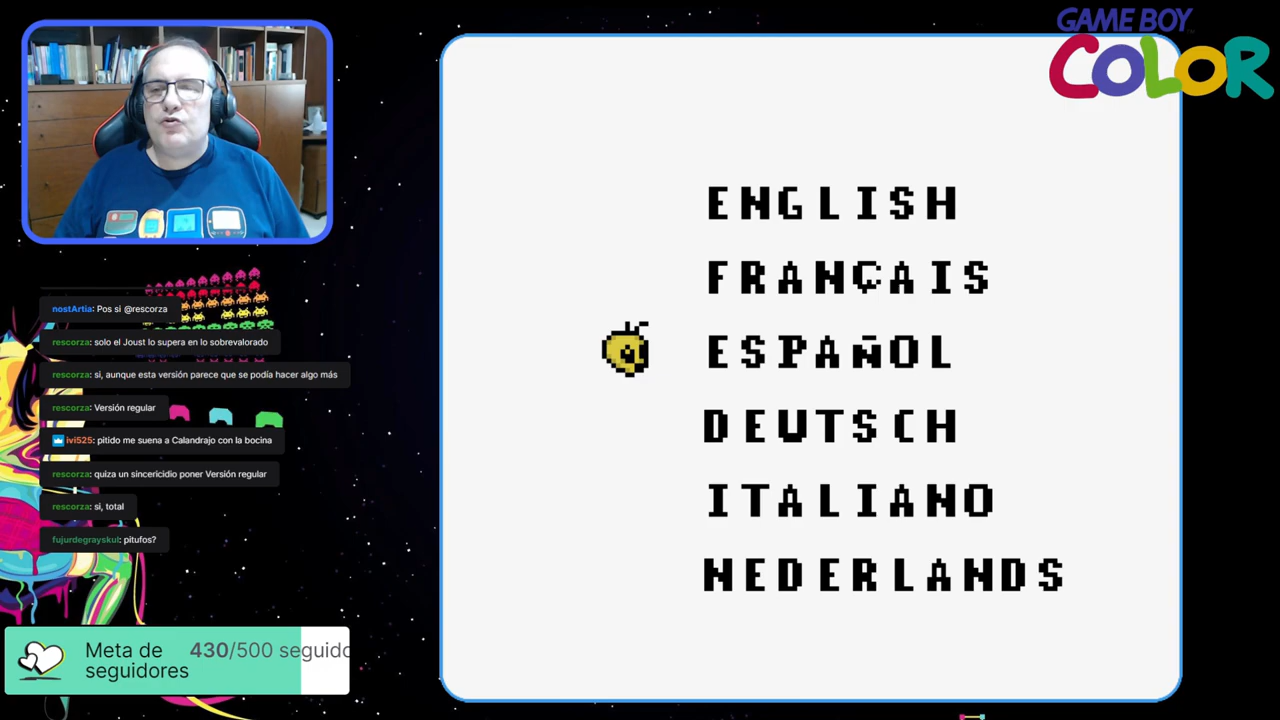 GAME BOY
COLOR
ENGLISH
FRANÇAIS
ESPAÑOL
DEUTSCH
ITALIANO
NEDERLANDS
nostArtia: Pos si @rescorza
rescorza: solo el Joust lo supera en lo sobrevalorado
rescorza: si, aunque esta versión parece que se podía hacer algo más
rescorza: Versión regular
ivi525: pitido me suena a Calandrajo con la bocina
rescorza: quiza un sincericidio poner Versión regular
rescorza: si, total
fujurdegrayskul: pitufos?
Meta de seguidores
430/500 seguido